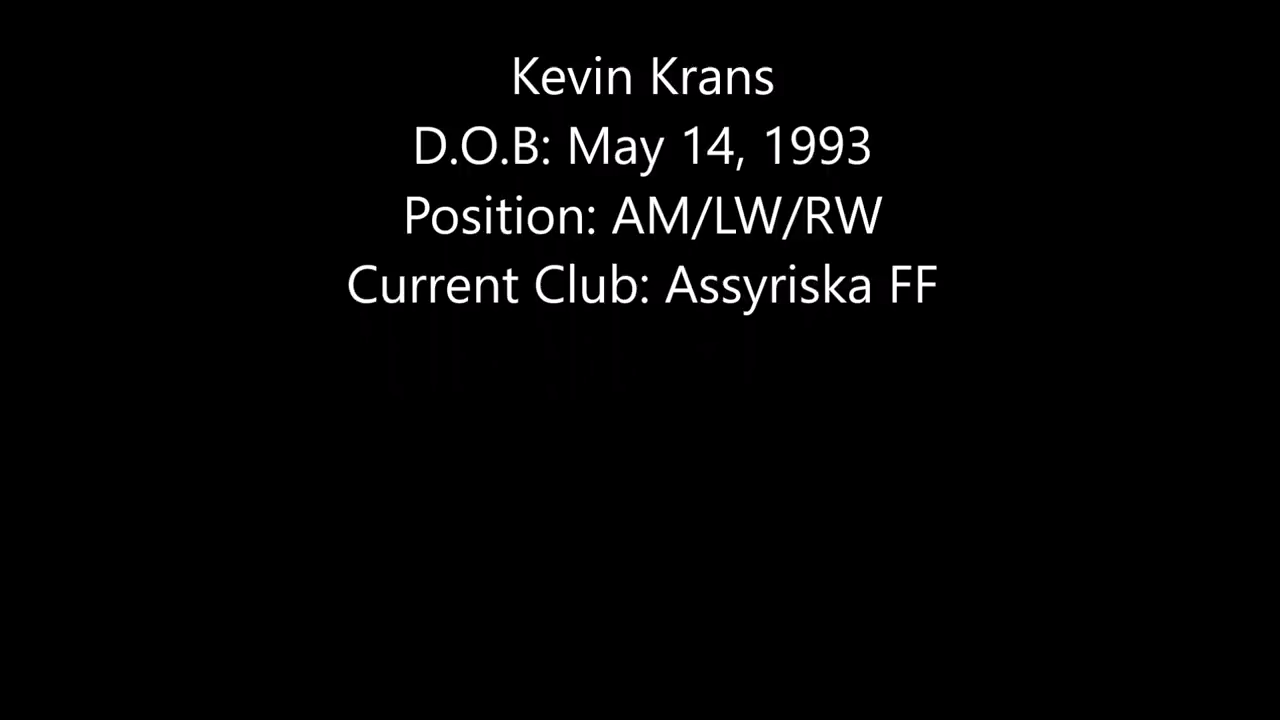 Kevin Krans
D.O.B: May 14, 1993
Position: AM/LW/RW
Current Club: Assyriska FF